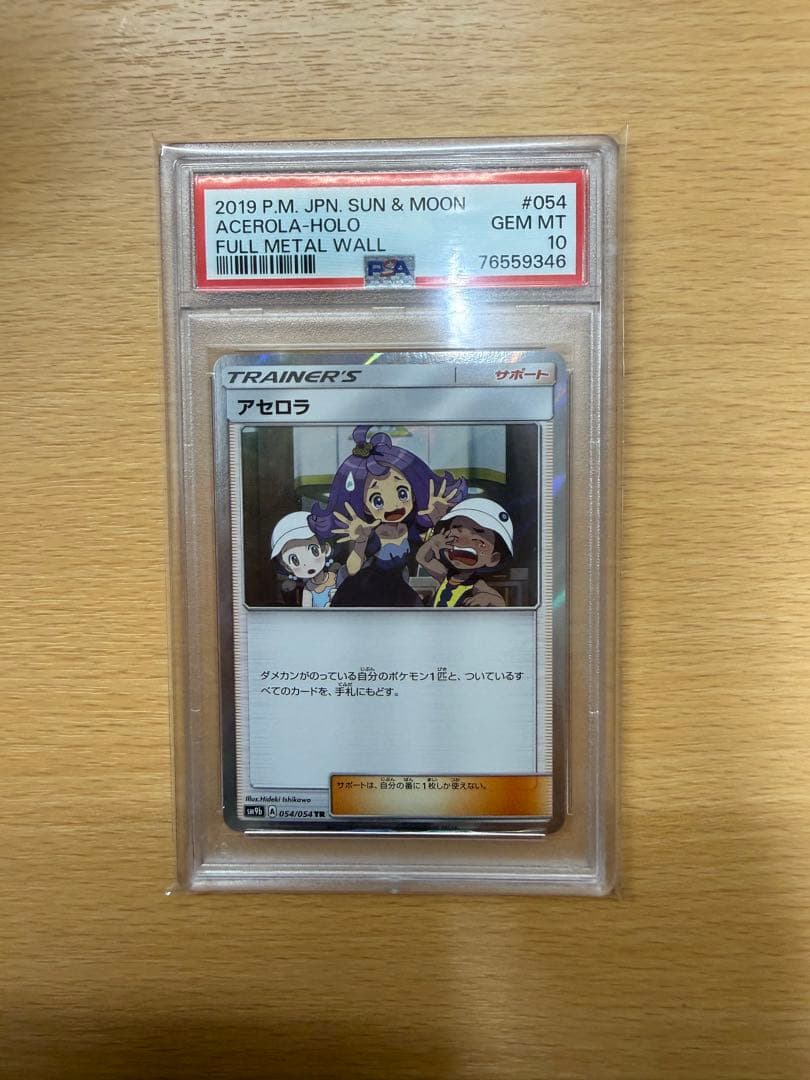 2019 P.M. JPN. SUN & MOON #054
ACEROLA-HOLO GEM MT
FULL METAL WALL 10
76559346
PSA
TRAINER'S サポート
アセロラ
ダメカンがのっている自分のポケモン1匹と、ついているす
べてのカードを、手札にもどす。
サポートは、自分の番に1枚しか使えない。
Illus.Hideki Ishikawa
sm9b A 054/054 TR